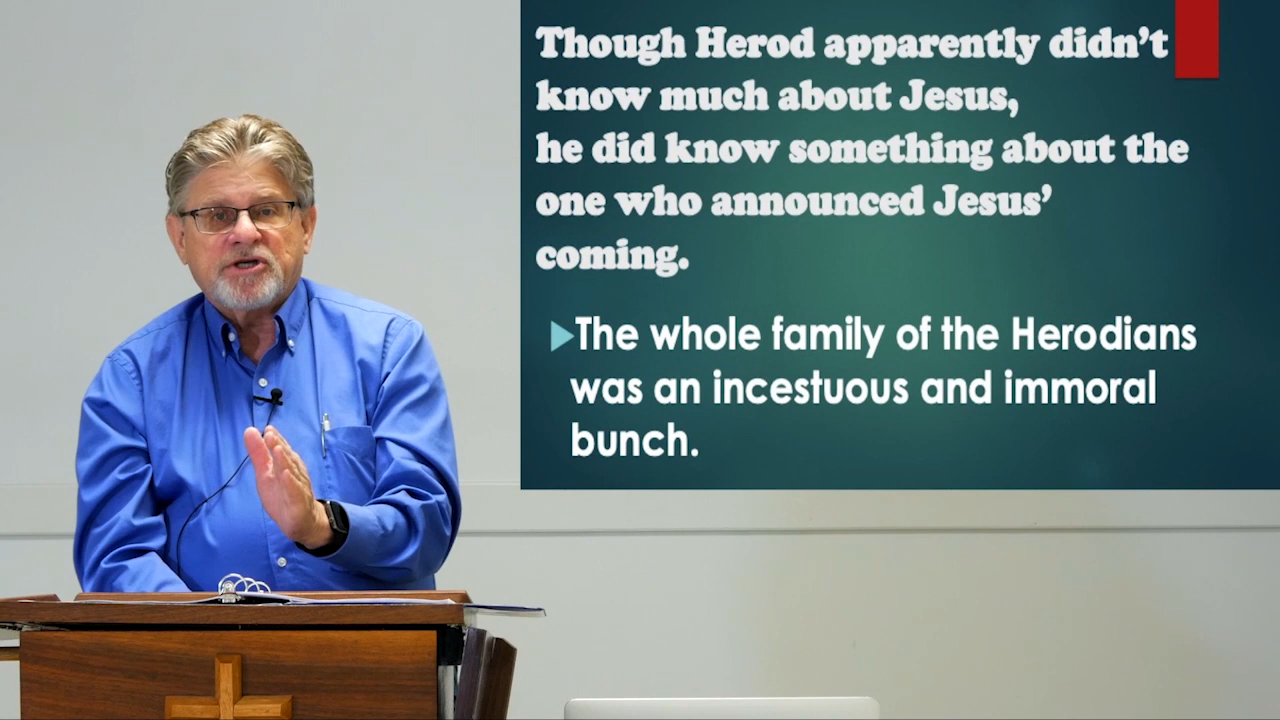 Though Herod apparently didn't
know much about Jesus,
he did know something about the
one who announced Jesus'
coming.
The whole family of the Herodians
was an incestuous and immoral
bunch.